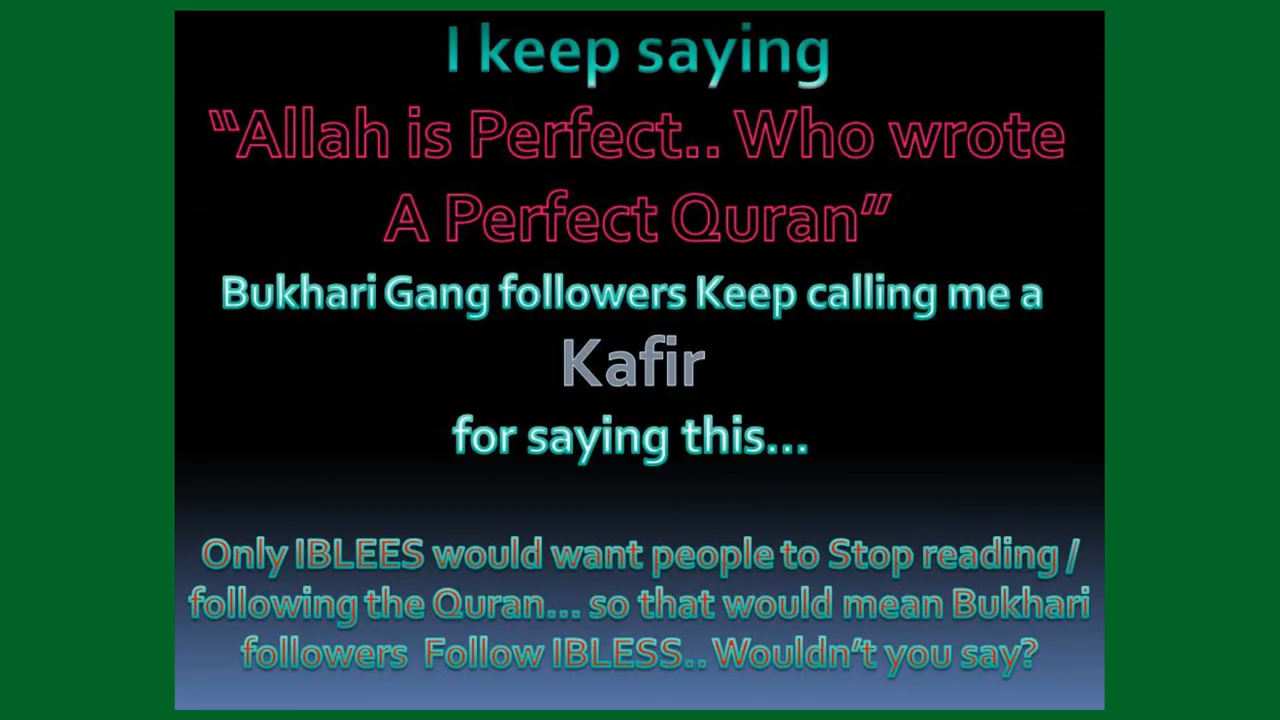 I keep saying
“Allah is Perfect.. Who wrote
A Perfect Quran”
Bukhari Gang followers Keep calling me a
Kafir
for saying this...
Only IBLEES would want people to Stop reading /
following the Quran... so that would mean Bukhari
followers Follow IBLESS.. Wouldn’t you say?